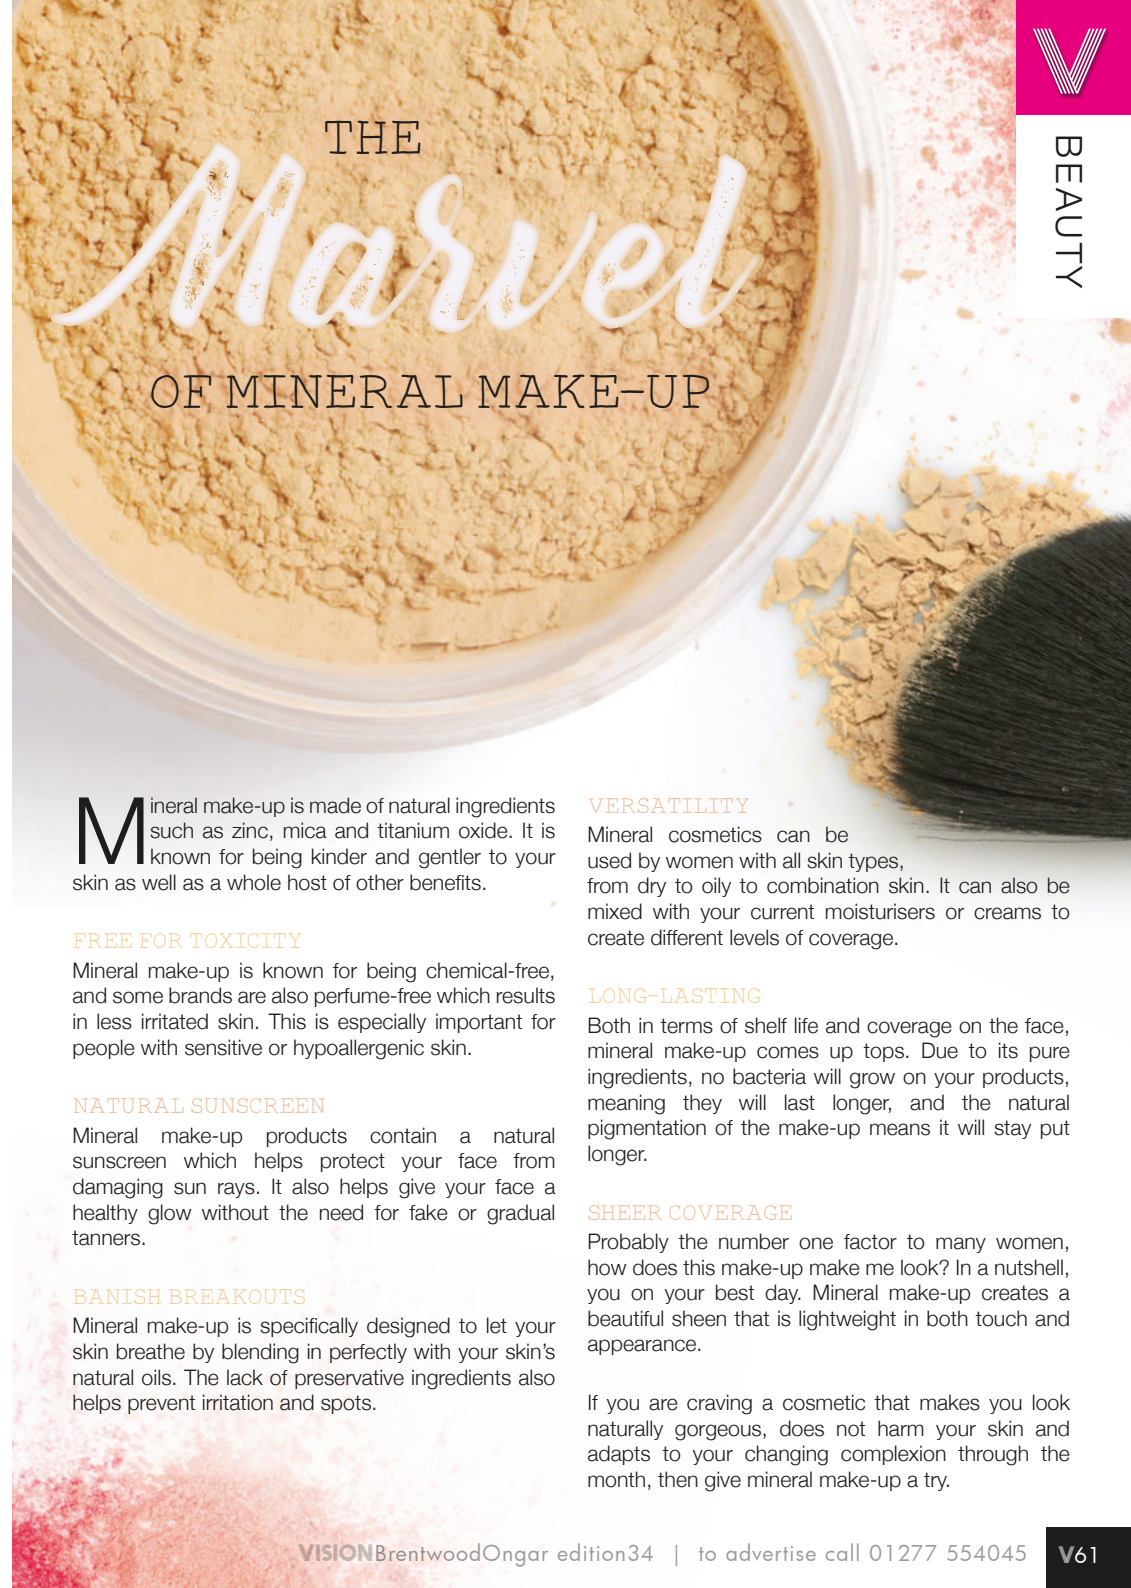 V
BEAUTY
THE
Marvel
OF MINERAL MAKE-UP
Mineral make-up is made of natural ingredients
such as zinc, mica and titanium oxide. It is
known for being kinder and gentler to your
skin as well as a whole host of other benefits.
FREE FOR TOXICITY
Mineral make-up is known for being chemical-free,
and some brands are also perfume-free which results
in less irritated skin. This is especially important for
people with sensitive or hypoallergenic skin.
NATURAL SUNSCREEN
Mineral make-up products contain a natural
sunscreen which helps protect your face from
damaging sun rays. It also helps give your face a
healthy glow without the need for fake or gradual
tanners.
BANISH BREAKOUTS
Mineral make-up is specifically designed to let your
skin breathe by blending in perfectly with your skin's
natural oils. The lack of preservative ingredients also
helps prevent irritation and spots.
VERSATILITY
Mineral cosmetics can be
used by women with all skin types,
from dry to oily to combination skin. It can also be
mixed with your current moisturisers or creams to
create different levels of coverage.
LONG-LASTING
Both in terms of shelf life and coverage on the face,
mineral make-up comes up tops. Due to its pure
ingredients, no bacteria will grow on your products,
meaning they will last longer, and the natural
pigmentation of the make-up means it will stay put
longer.
SHEER COVERAGE
Probably the number one factor to many women,
how does this make-up make me look? In a nutshell,
you on your best day. Mineral make-up creates a
beautiful sheen that is lightweight in both touch and
appearance.
If you are craving a cosmetic that makes you look
naturally gorgeous, does not harm your skin and
adapts to your changing complexion through the
month, then give mineral make-up a try.
VISIONBrentwoodOngar edition34 | to advertise call 01277 554045
V61